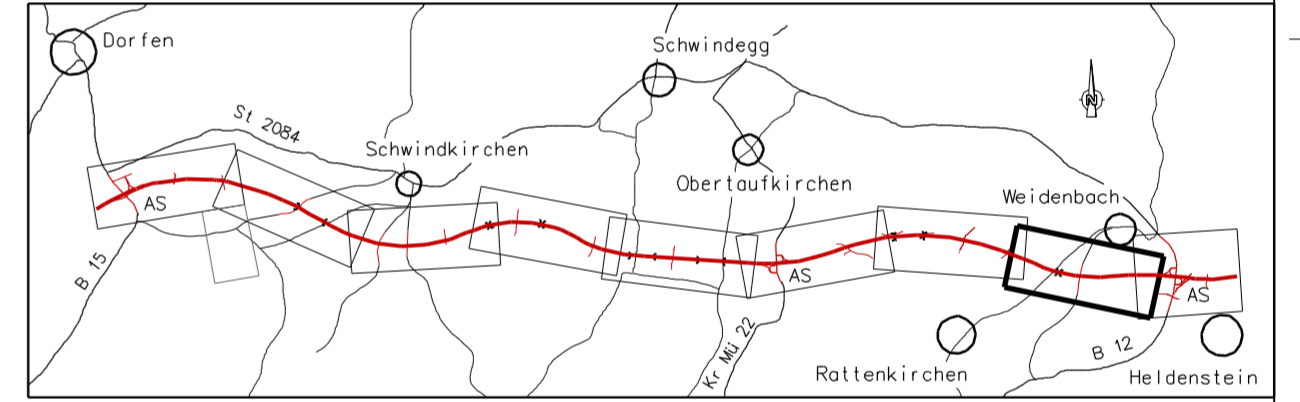 Dorfen
Schwindegg
N
St 2084
Schwindkirchen
Obertaufkirchen
Weidenbach
AS
B 15
AS
AS
Kr Mü 22
B 12
Rattenkirchen
Heldenstein